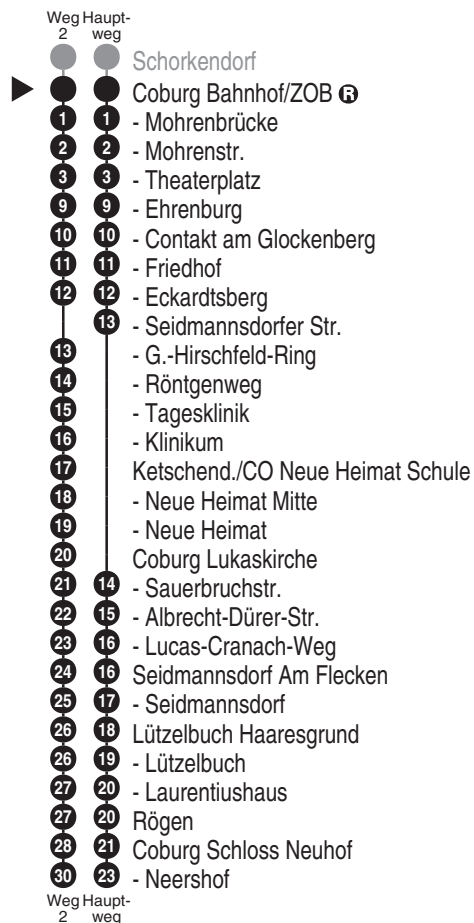 Weg Haupt-
2 weg
Schorkendorf
Coburg Bahnhof/ZOB R
1 1 - Mohrenbrücke
2 2 - Mohrenstr.
3 3 - Theaterplatz
9 9 - Ehrenburg
10 10 - Contakt am Glockenberg
11 11 - Friedhof
12 12 - Eckardtsberg
13 - Seidmannsdorfer Str.
13 - G.-Hirschfeld-Ring
14 - Röntgenweg
15 - Tagesklinik
16 - Klinikum
17 Ketschend./CO Neue Heimat Schule
18 - Neue Heimat Mitte
19 - Neue Heimat
20 Coburg Lukaskirche
21 14 - Sauerbruchstr.
22 15 - Albrecht-Dürer-Str.
23 16 - Lucas-Cranach-Weg
24 16 Seidmannsdorf Am Flecken
25 17 - Seidmannsdorf
26 18 Lützelbuch Haaresgrund
26 19 - Lützelbuch
27 20 - Laurentiushaus
27 20 Rögen
28 21 Coburg Schloss Neuhof
30 23 - Neershof
Weg Haupt-
2 weg